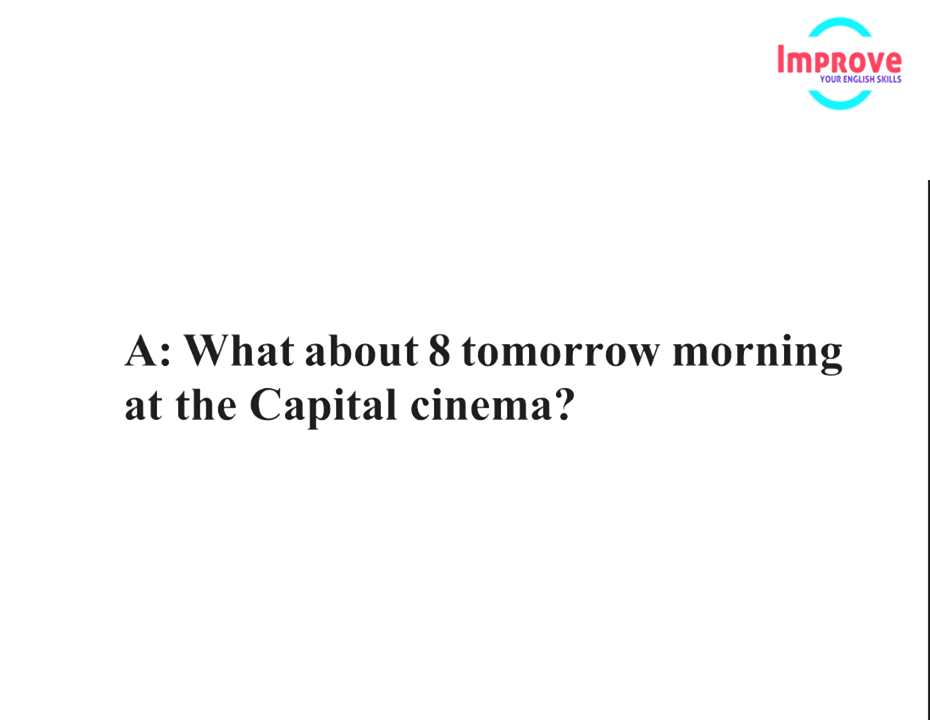 Improve
YOUR ENGLISH SKILLS
A: What about 8 tomorrow morning
at the Capital cinema?